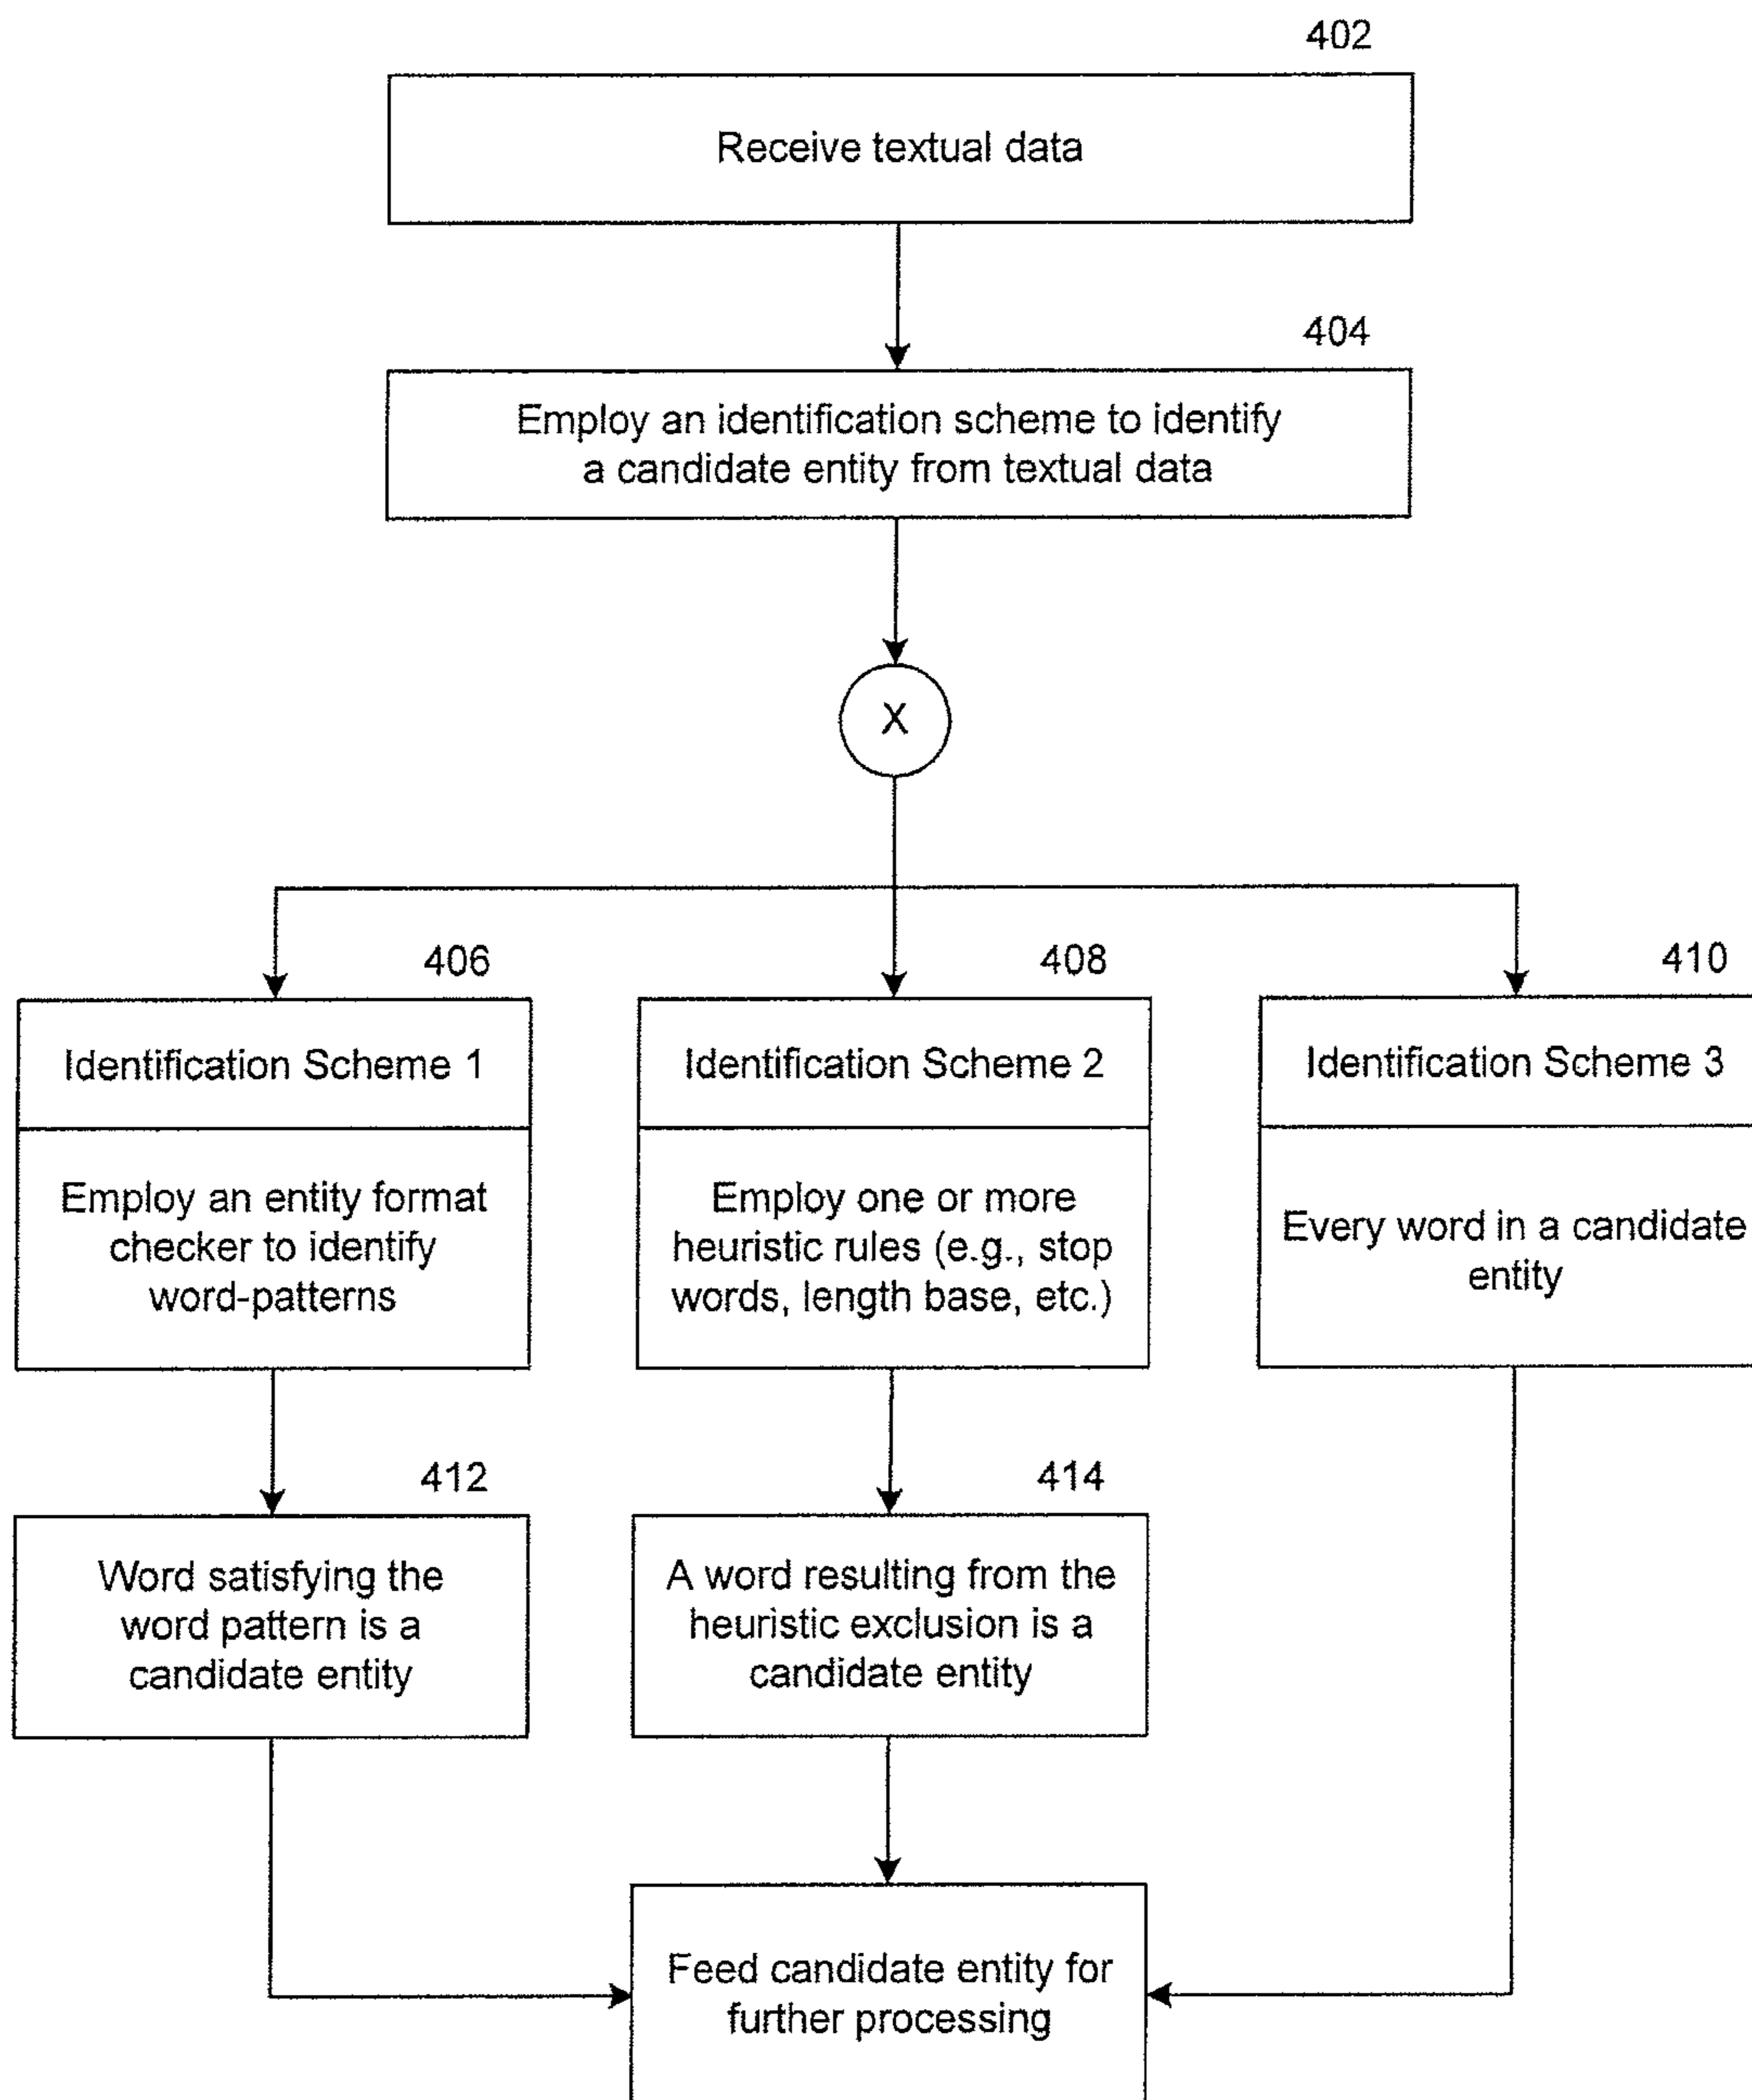 402
Receive textual data
404
Employ an identification scheme to identify
a candidate entity from textual data
X
406
408
410
Identification Scheme 1
Identification Scheme 2
Identification Scheme 3
Employ an entity format
checker to identify
word-patterns
Employ one or more
heuristic rules (e.g., stop
words, length base, etc.)
Every word in a candidate
entity
412
414
Word satisfying the
word pattern is a
candidate entity
A word resulting from the
heuristic exclusion is a
candidate entity
Feed candidate entity for
further processing